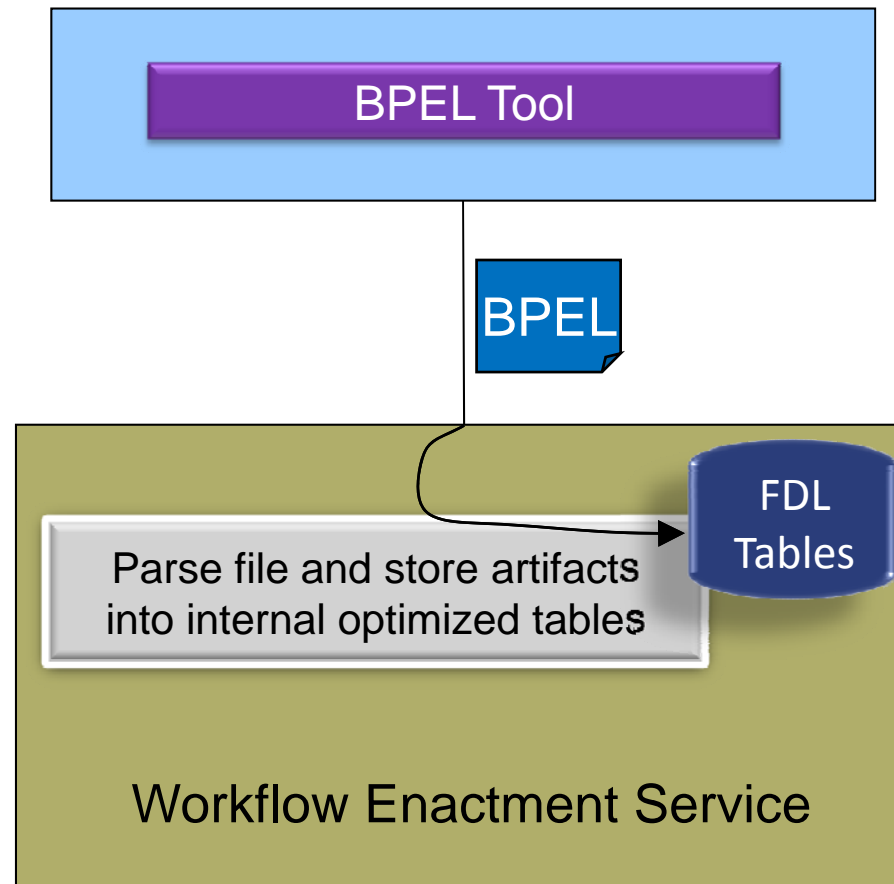 BPEL Tool
BPEL
FDL
Tables
Parse file and store artifacts
into internal optimized tables
Workflow Enactment Service